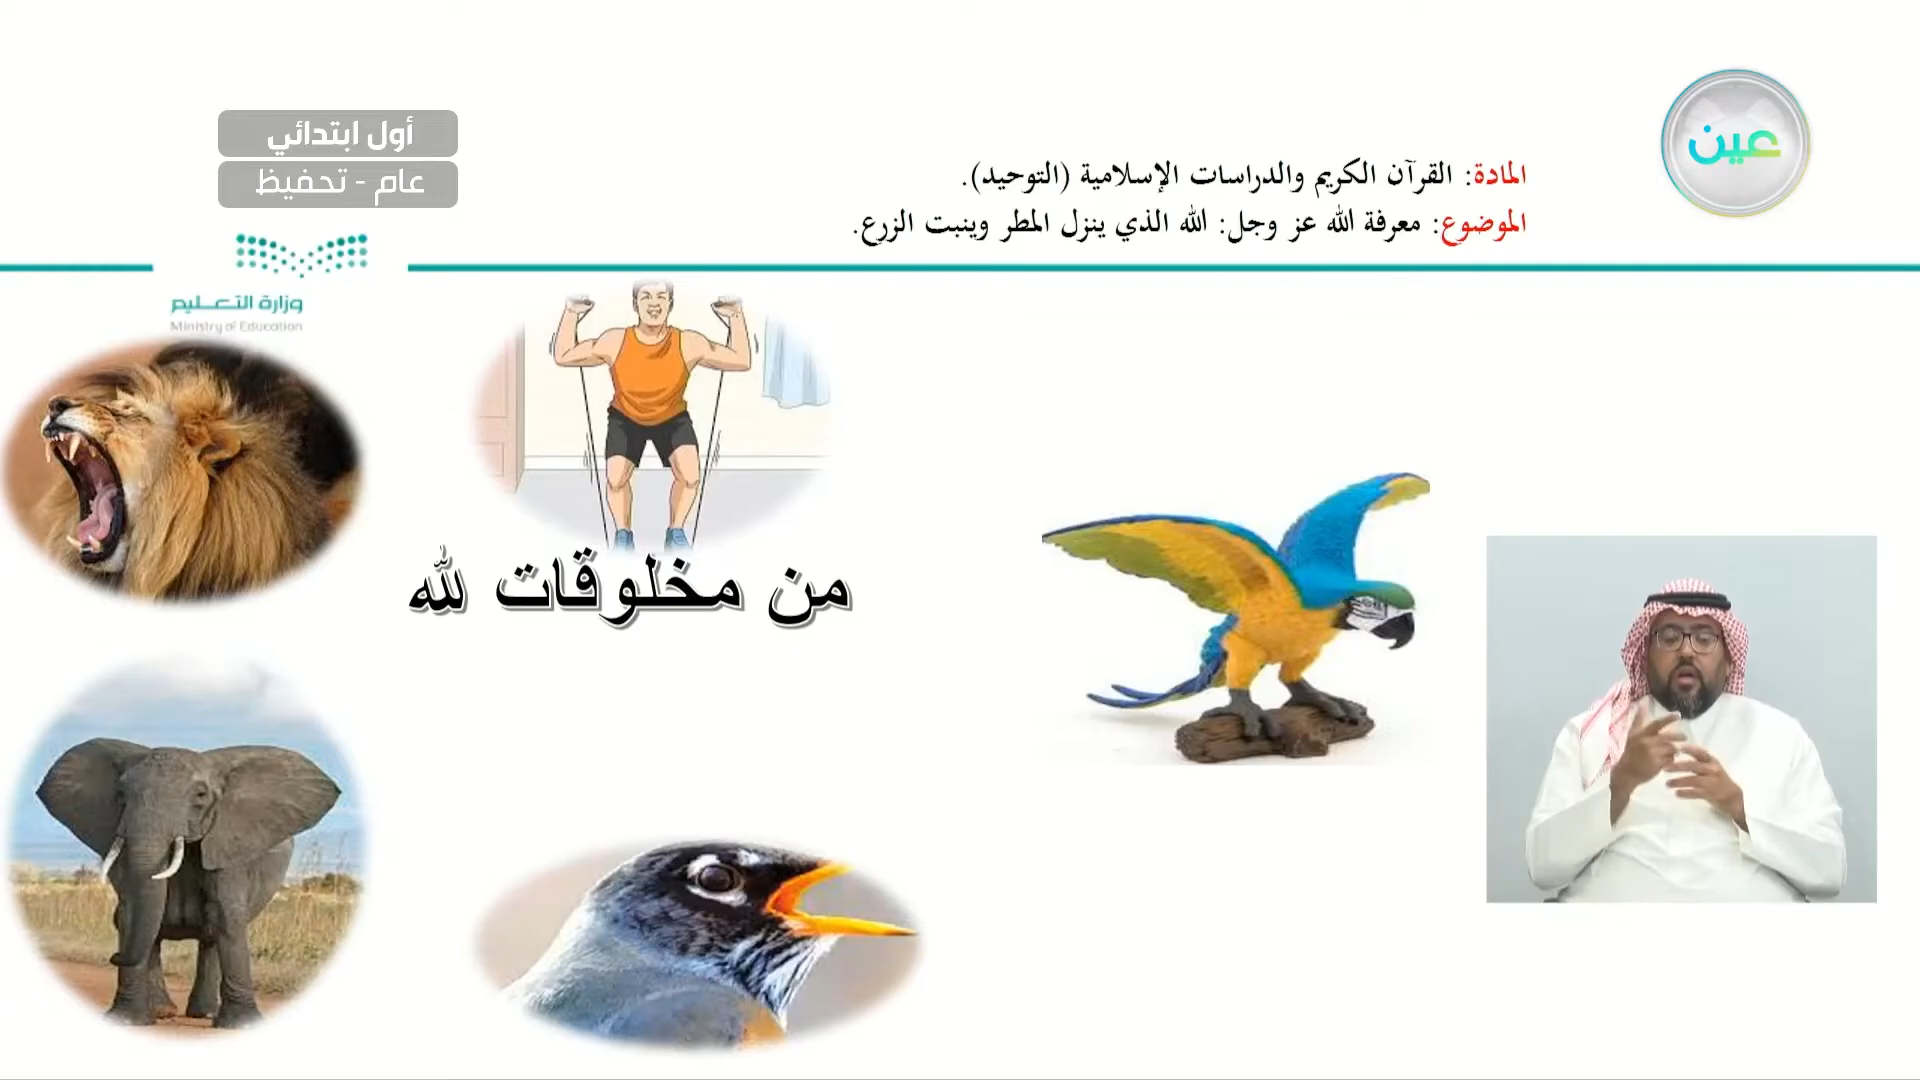 عين
أول ابتدائي
عام - تحفيظ
المادة: القرآن الكريم والدراسات الإسلامية (التوحيد).
الموضوع: معرفة الله عز وجل: الله الذي ينزل المطر وينبت الزرع.
وزارة التعليم
Ministry of Education
من مخلوقات لله